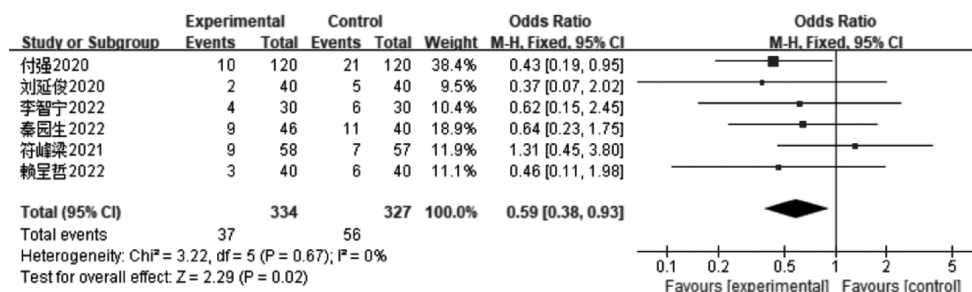 Experimental Control Odds Ratio Odds Ratio
Study or Subgroup Events Total Events Total Weight M-H, Fixed, 95% CI M-H, Fixed, 95% CI
付强2020 10 120 21 120 38.4% 0.43 [0.19, 0.95]
刘延俊2020 2 40 5 40 9.5% 0.37 [0.07, 2.02]
李智宁2022 4 30 6 30 10.4% 0.62 [0.15, 2.45]
秦园生2022 9 46 11 40 18.9% 0.64 [0.23, 1.75]
符峰梁2021 9 58 7 57 11.9% 1.31 [0.45, 3.80]
赖呈哲2022 3 40 6 40 11.1% 0.46 [0.11, 1.98]
Total (95% CI) 334 327 100.0% 0.59 [0.38, 0.93]
Total events 37 56
Heterogeneity: Chi² = 3.22, df = 5 (P = 0.67); I² = 0%
Test for overall effect: Z = 2.29 (P = 0.02)
0.1 0.2 0.5 1 2 5
Favours [experimental] Favours [control]